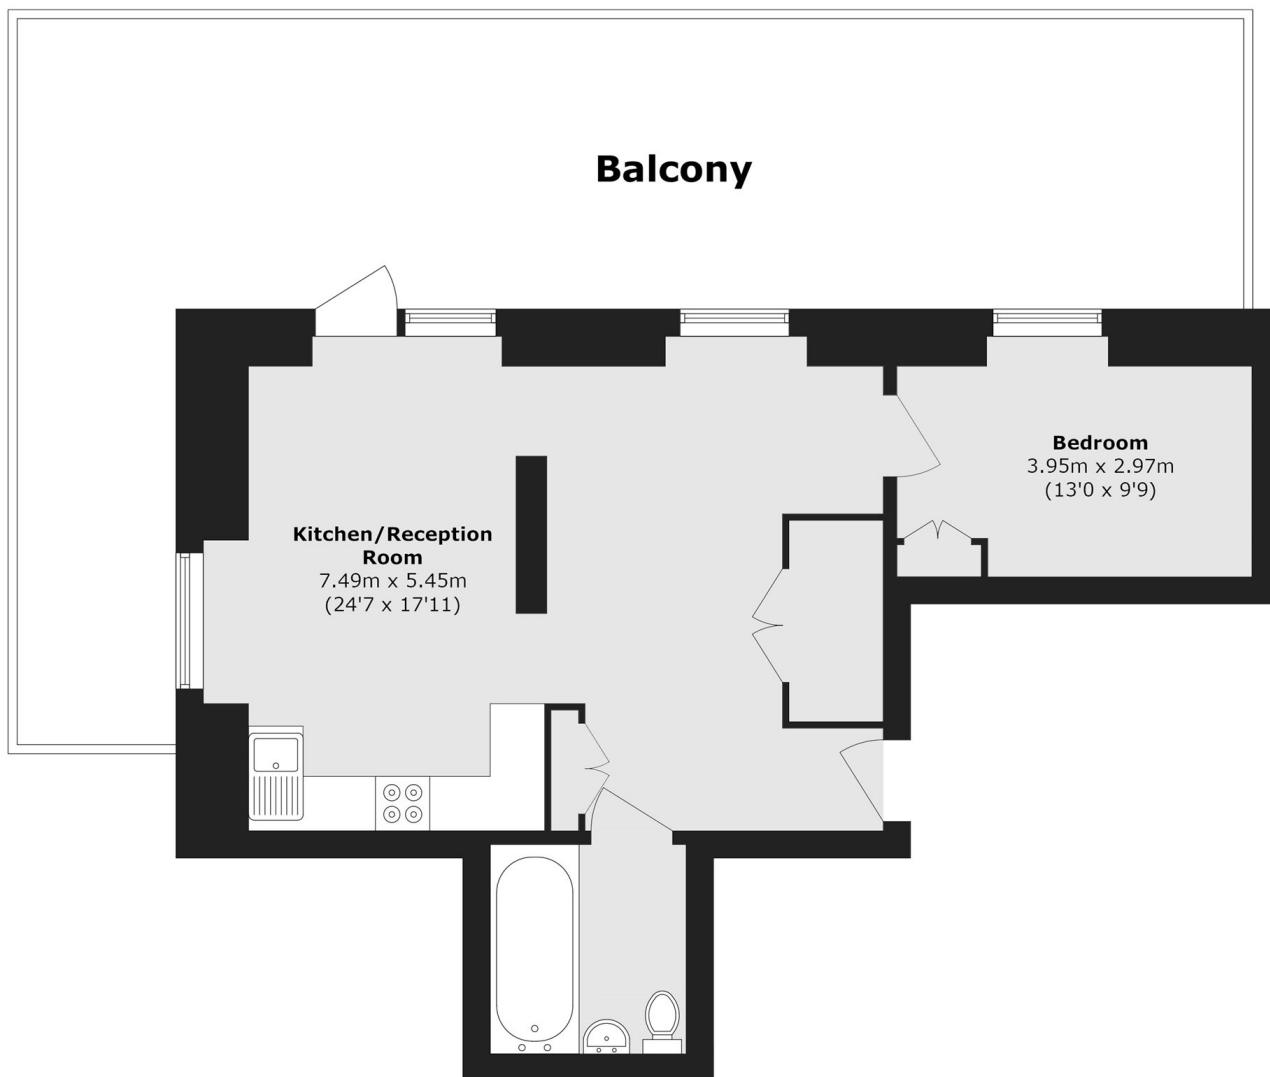 Balcony
Bedroom
3.95m x 2.97m
(13'0 x 9'9)
Kitchen/Reception
Room
7.49m x 5.45m
(24'7 x 17'11)